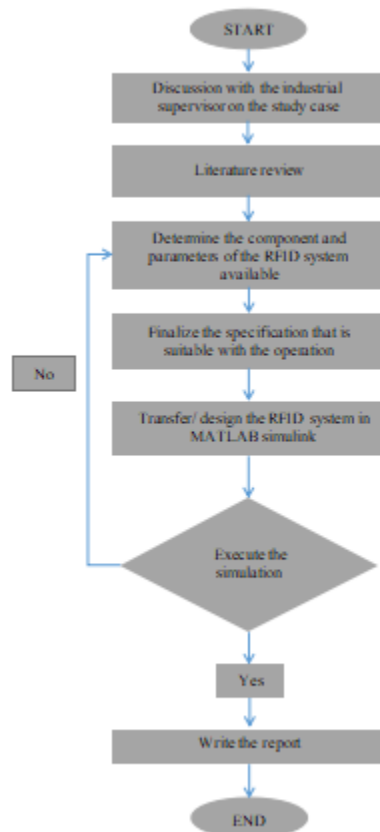 START
Discussion with the industrial
supervisor on the study case
Literature review
Determine the component and
parameters of the RFID system
available
Finalize the specification that is
suitable with the operation
No
Transfer/ design the RFID system in
MATLAB simulink
Execute the
simulation
Yes
Write the report
END